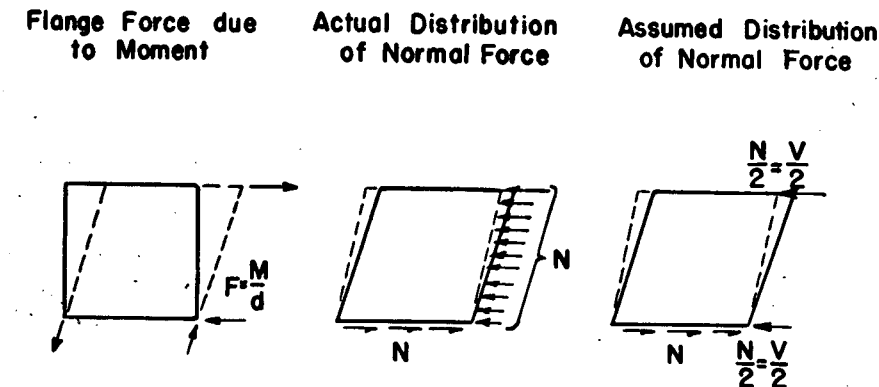 Flange Force due
to Moment
Actual Distribution
of Normal Force
Assumed Distribution
of Normal Force
F=M/d
N
N
N/2=V/2
N
N/2=V/2